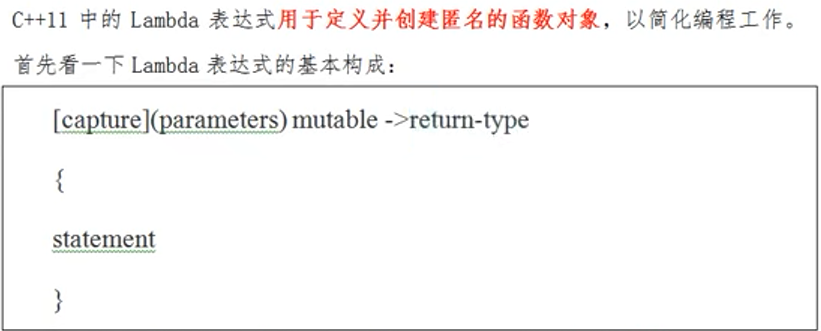 C++11 中的 Lambda 表达式用于定义并创建匿名的函数对象，以简化编程工作。
首先看一下 Lambda 表达式的基本构成：
[capture](parameters) mutable ->return-type
{
statement
}